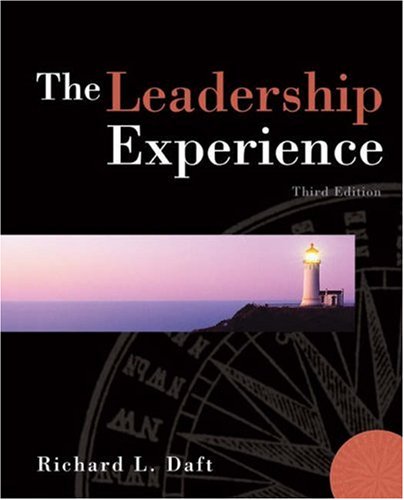 The Leadership
Experience
Third Edition
Richard L. Daft